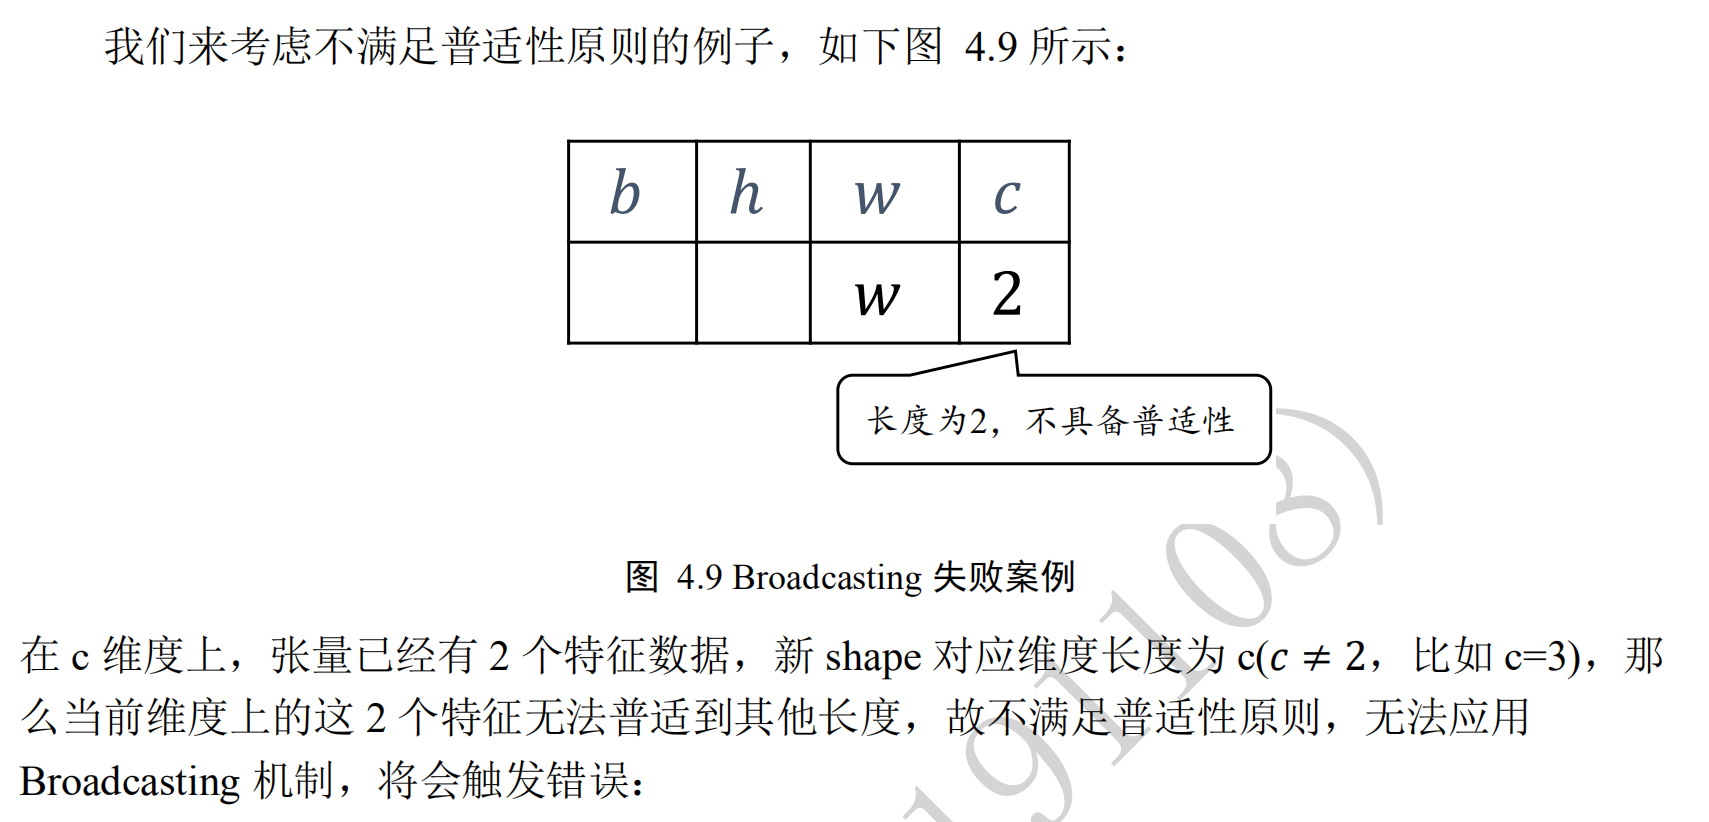 我们来考虑不满足普适性原则的例子，如下图 4.9 所示：
b h w c
w 2
长度为2，不具备普适性
图 4.9 Broadcasting 失败案例
在 c 维度上，张量已经有 2 个特征数据，新 shape 对应维度长度为 c(c ≠ 2，比如 c=3)，那
么当前维度上的这 2 个特征无法普适到其他长度，故不满足普适性原则，无法应用
Broadcasting 机制，将会触发错误：
191103)